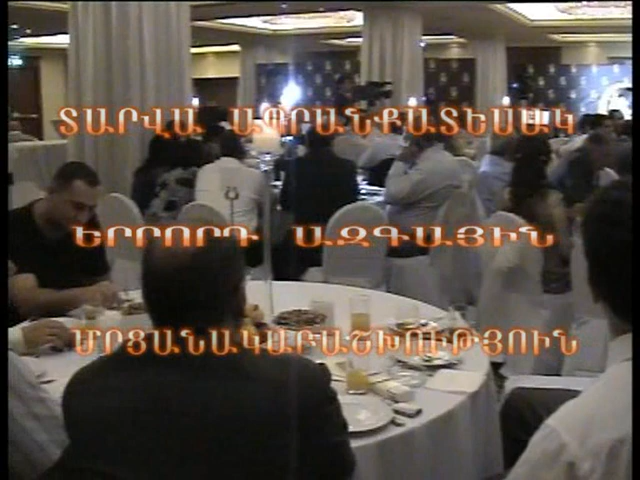 ՏԱՐՎԱ ԱՊՐԱՆՔԱՏԵՍԱԿ
ԵՐՐՈՐԴ ԱԶԳԱՅԻՆ
ՄՐՑԱՆԱԿԱԲԱՇԽՈՒԹՅՈՒՆ